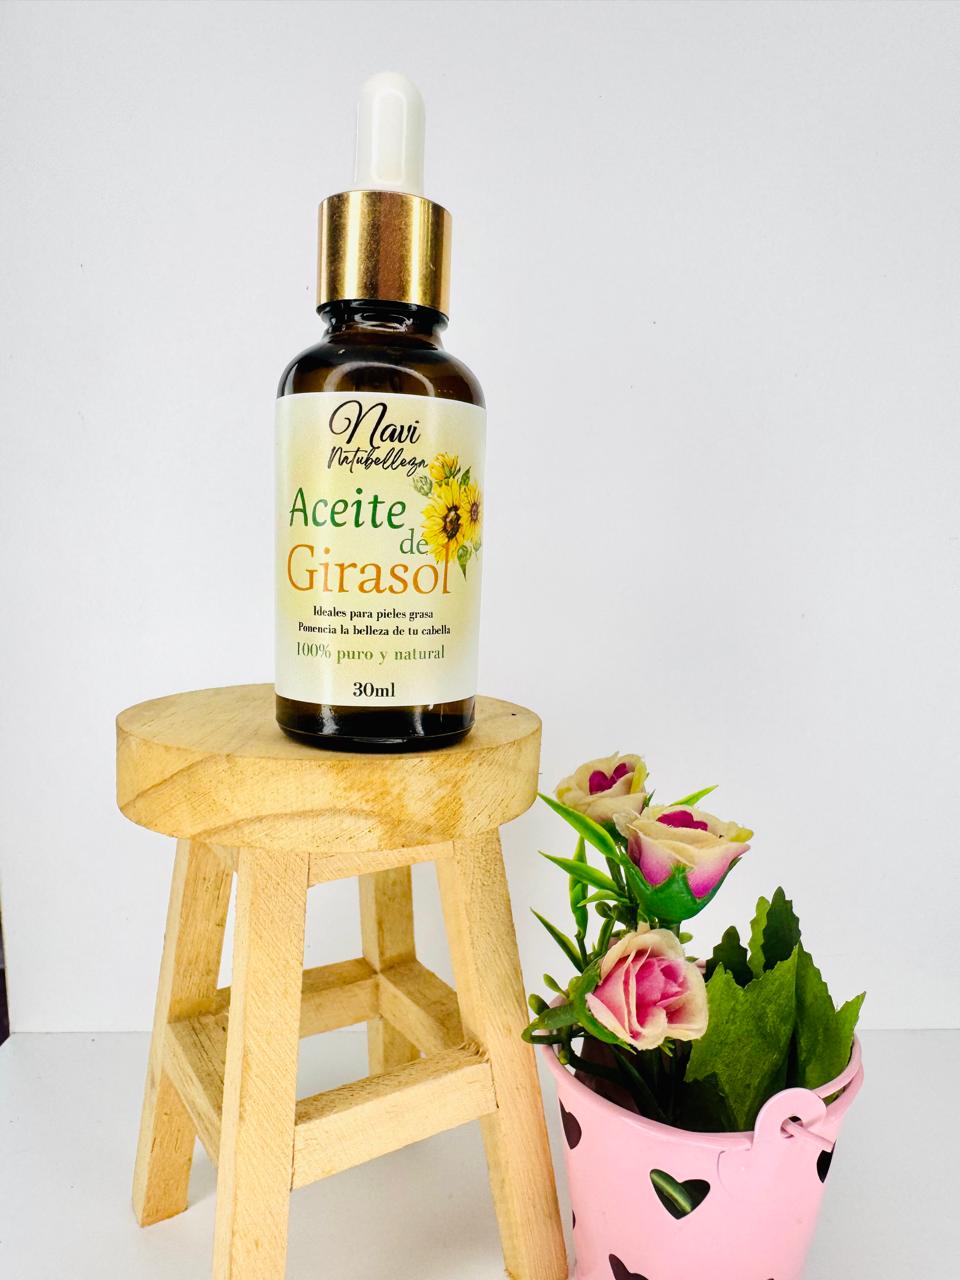 Navi
Natubelleza
Aceite
de
Girasol
Ideales para pieles grasa
Ponencia la belleza de tu cabella
100% puro y natural
30ml